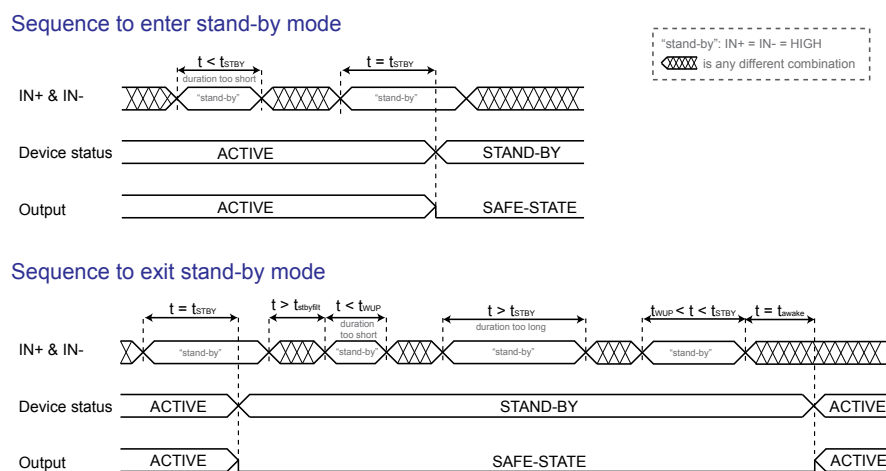 Sequence to enter stand-by mode
"stand-by": IN+ = IN- = HIGH
is any different combination
t < tSTBY
t = tSTBY
duration too short
IN+ & IN-
"stand-by"
"stand-by"
Device status
ACTIVE
STAND-BY
Output
ACTIVE
SAFE-STATE
Sequence to exit stand-by mode
t = tSTBY
t > tstbyfilt
t < tWUP
t > tSTBY
tWUP < t < tSTBY
t = tawake
duration
too short
duration too long
IN+ & IN-
"stand-by"
"stand-by"
"stand-by"
"stand-by"
Device status
ACTIVE
STAND-BY
ACTIVE
Output
ACTIVE
SAFE-STATE
ACTIVE